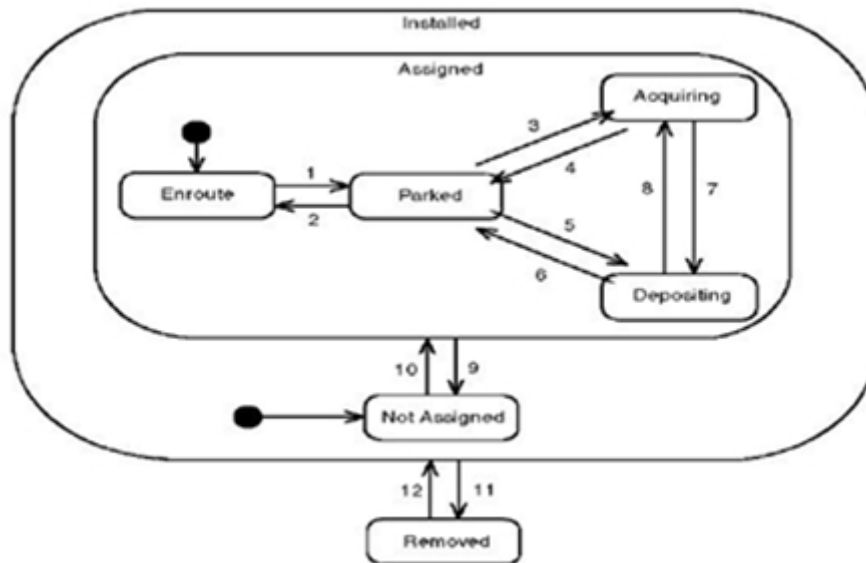 Installed
Assigned
Acquiring
3
1
4
Enroute
Parked
8
7
2
5
6
Depositing
10
9
Not Assigned
12
11
Removed